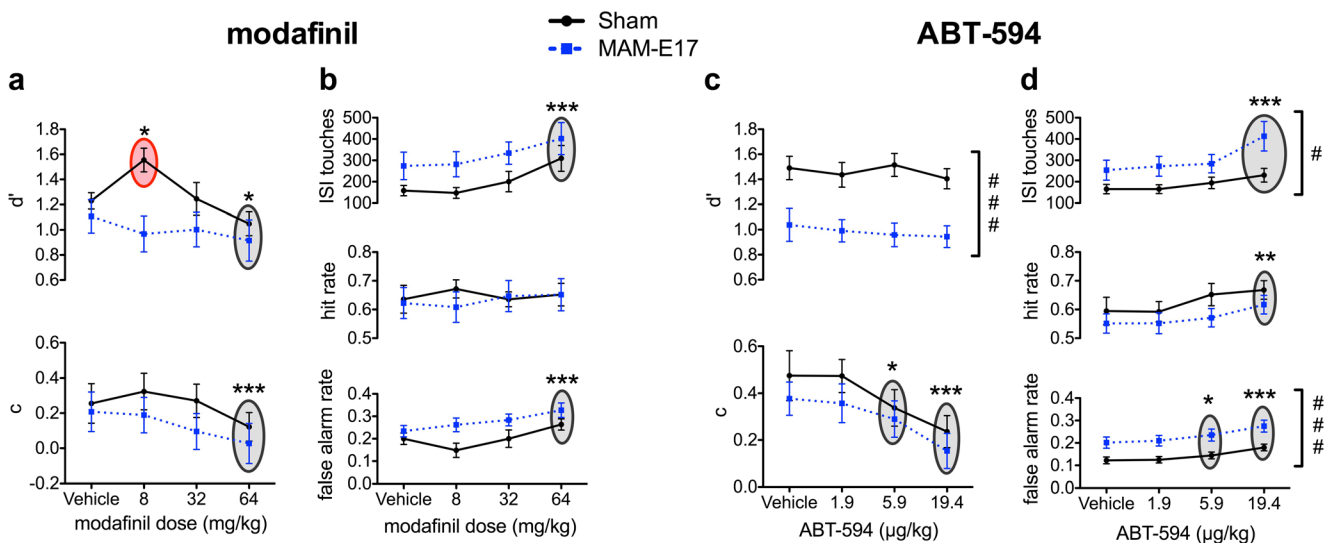 modafinil
Sham
MAM-E17
ABT-594
a
d'
1.8
1.6
1.4
1.2
1.0
0.8
0.6
*
*
c
0.6
0.4
0.2
0.0
-0.2
***
Vehicle 8 32 64
modafinil dose (mg/kg)
b
ISI touches
500
400
300
200
100
***
hit rate
0.8
0.7
0.6
0.5
false alarm rate
0.4
0.3
0.2
0.1
0.0
***
Vehicle 8 32 64
modafinil dose (mg/kg)
c
d'
1.8
1.6
1.4
1.2
1.0
0.8
0.6
###
c
0.6
0.4
0.2
0.0
*
***
Vehicle 1.9 5.9 19.4
ABT-594 (µg/kg)
d
ISI touches
500
400
300
200
100
***
#
hit rate
0.8
0.7
0.6
0.5
**
false alarm rate
0.4
0.3
0.2
0.1
0.0
*
***
###
Vehicle 1.9 5.9 19.4
ABT-594 (µg/kg)